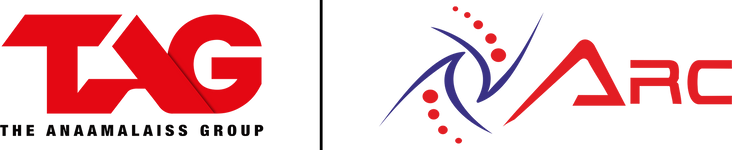 TAG
THE ANAAMALAISS GROUP
ARC